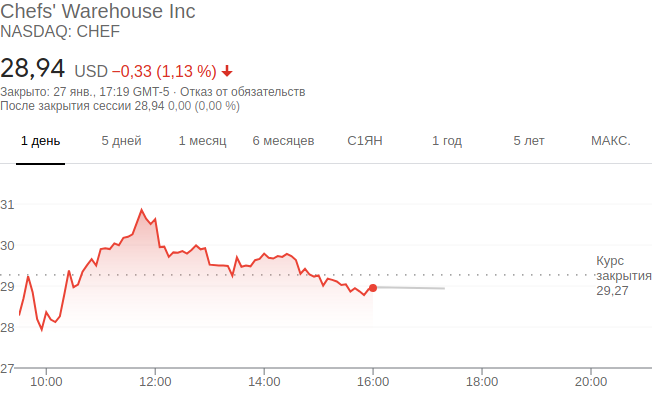 Chefs' Warehouse Inc
NASDAQ: CHEF
28,94 USD −0,33 (1,13 %)
Закрыто: 27 янв., 17:19 GMT-5 · Отказ от обязательств
После закрытия сессии 28,94 0,00 (0,00 %)
1 день 5 дней 1 месяц 6 месяцев С1ЯН 1 год 5 лет МАКС.
31
30
29
28
27
Курс
закрытия
29,27
10:00 12:00 14:00 16:00 18:00 20:00